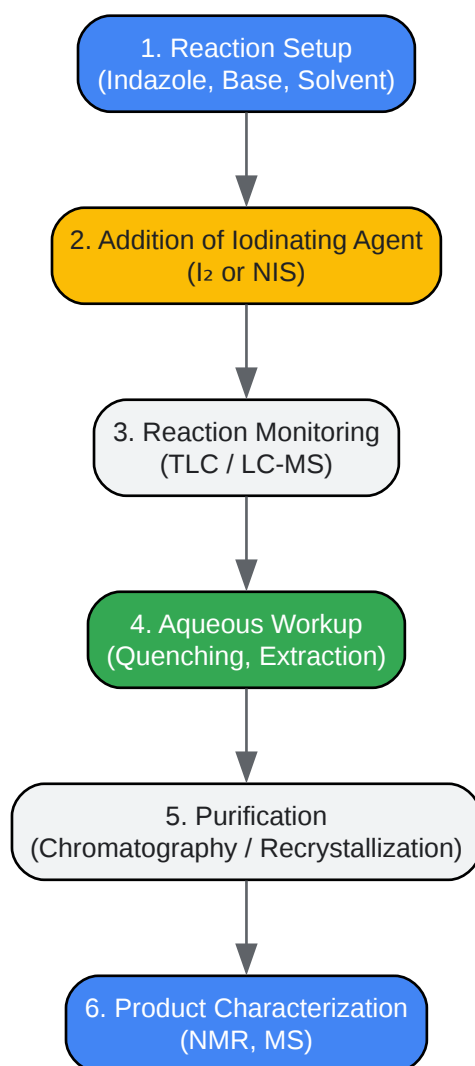 1. Reaction Setup
(Indazole, Base, Solvent)
2. Addition of Iodinating Agent
(I₂ or NIS)
3. Reaction Monitoring
(TLC / LC-MS)
4. Aqueous Workup
(Quenching, Extraction)
5. Purification
(Chromatography / Recrystallization)
6. Product Characterization
(NMR, MS)